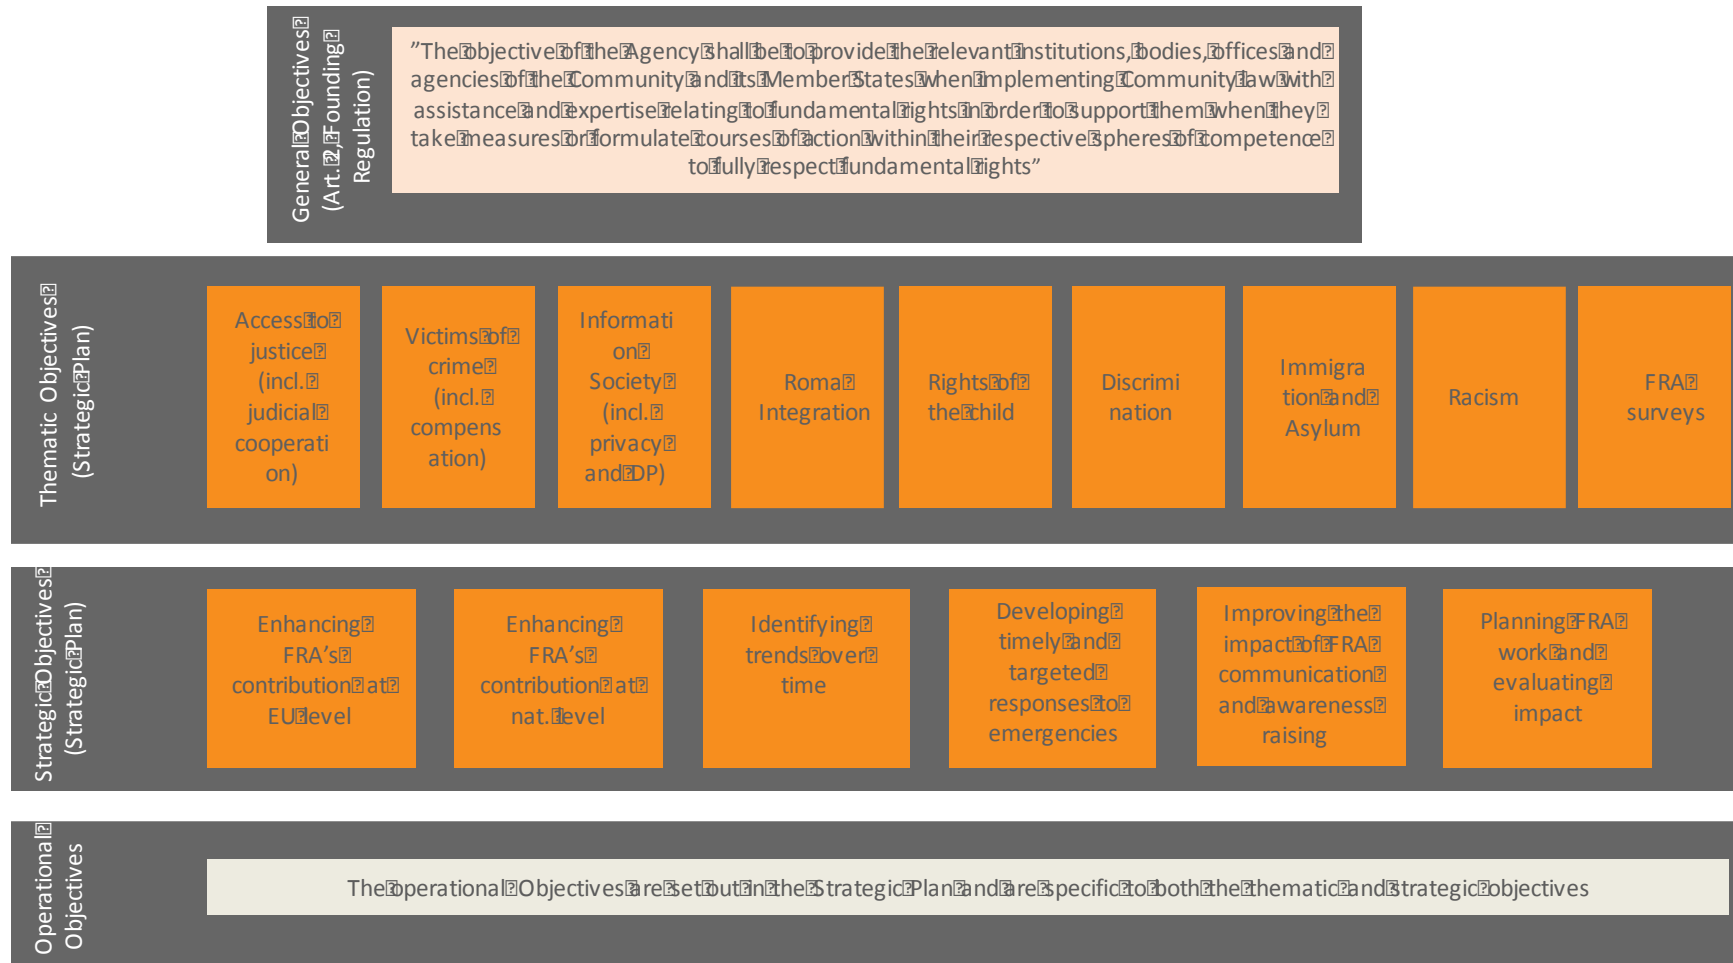 General Objectives
(Art. 2, Founding
Regulation)
”The objective of the Agency shall be to provide the relevant institutions, bodies, offices and
agencies of the Community and its Member States when implementing Community law with
assistance and expertise relating to fundamental rights in order to support them when they
take measures or formulate courses of action within their respective spheres of competence
to fully respect fundamental rights”
Thematic Objectives
(Strategic Plan)
Access to
justice
(incl.
judicial
cooperati
on)
Victims of
crime
(incl.
compens
ation)
Informati
on
Society
(incl.
privacy
and DP)
Roma
Integration
Rights of
the child
Discrimi
nation
Immigra
tion and
Asylum
Racism
FRA
surveys
Strategic Objectives
(Strategic Plan)
Enhancing
FRA’s
contribution at
EU level
Enhancing
FRA’s
contribution at
nat. level
Identifying
trends over
time
Developing
timely and
targeted
responses to
emergencies
Improving the
impact of FRA
communication
and awareness
raising
Planning FRA
work and
evaluating
impact
Operational
Objectives
The operational Objectives are set out in the Strategic Plan and are specific to both the thematic and strategic objectives